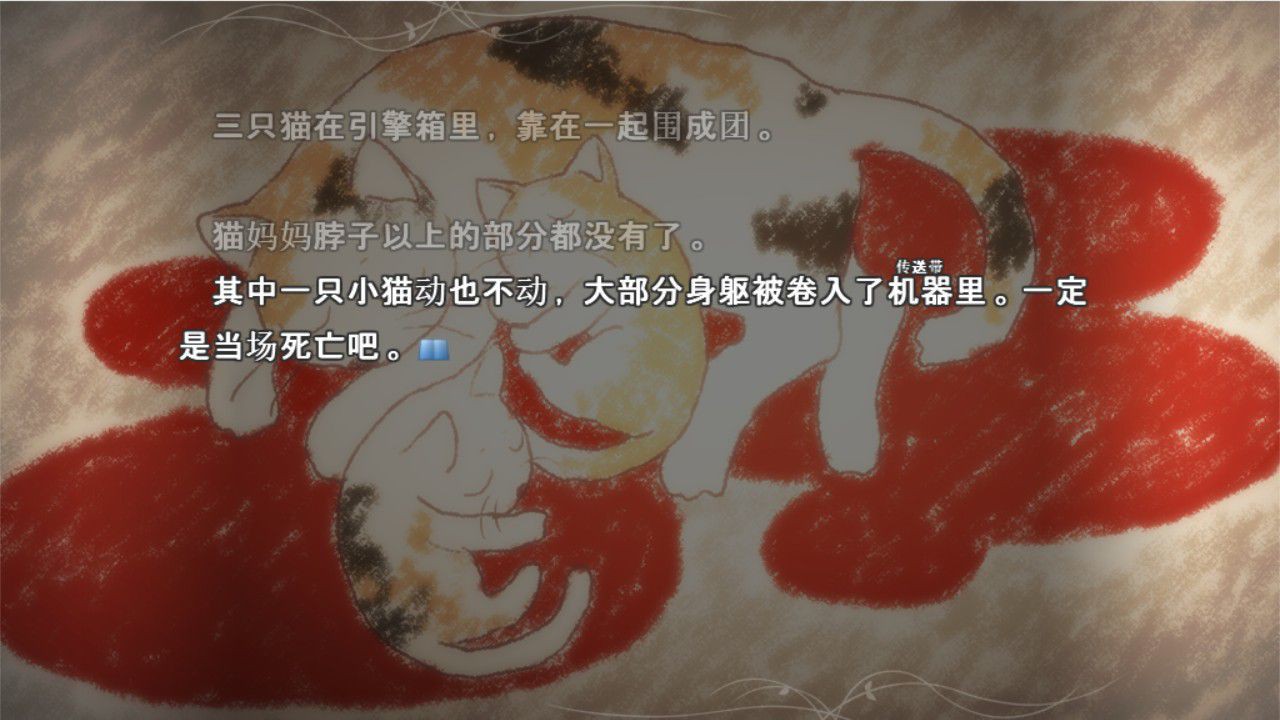 三只猫在引擎箱里，靠在一起围成团。
猫妈妈脖子以上的部分都没有了。
传送带
其中一只小猫动也不动，大部分身躯被卷入了机器里。一定
是当场死亡吧。